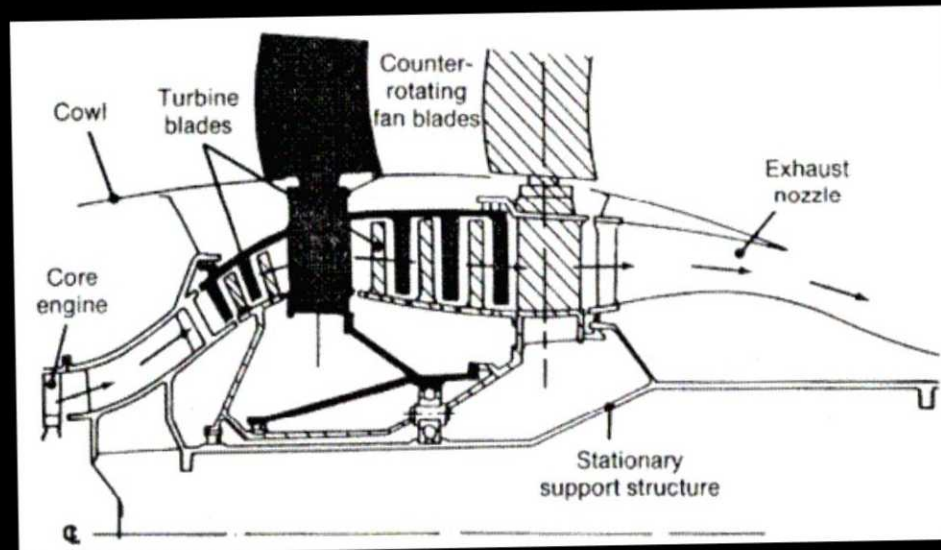 Cowl
Turbine
blades
Counter-
rotating
fan blades
Exhaust
nozzle
Core
engine
Stationary
support structure
℄